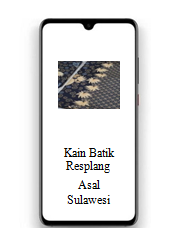 Kain Batik
Resplang
Asal
Sulawesi